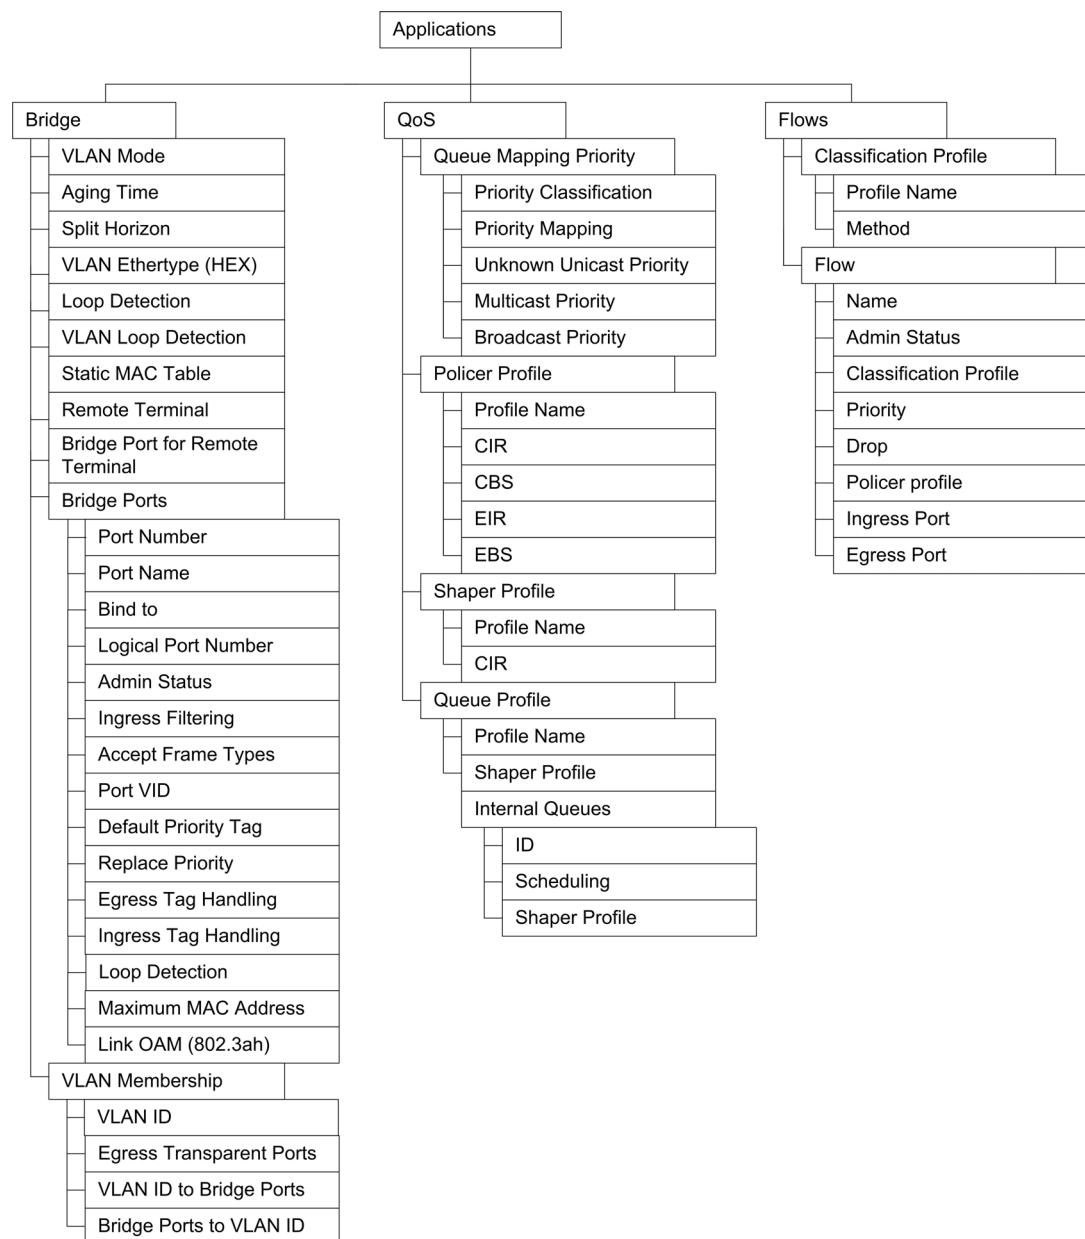 Applications
Bridge
VLAN Mode
Aging Time
Split Horizon
VLAN Ethertype (HEX)
Loop Detection
VLAN Loop Detection
Static MAC Table
Remote Terminal
Bridge Port for Remote
Terminal
Bridge Ports
Port Number
Port Name
Bind to
Logical Port Number
Admin Status
Ingress Filtering
Accept Frame Types
Port VID
Default Priority Tag
Replace Priority
Egress Tag Handling
Ingress Tag Handling
Loop Detection
Maximum MAC Address
Link OAM (802.3ah)
VLAN Membership
VLAN ID
Egress Transparent Ports
VLAN ID to Bridge Ports
Bridge Ports to VLAN ID
QoS
Queue Mapping Priority
Priority Classification
Priority Mapping
Unknown Unicast Priority
Multicast Priority
Broadcast Priority
Policer Profile
Profile Name
CIR
CBS
EIR
EBS
Shaper Profile
Profile Name
CIR
Queue Profile
Profile Name
Shaper Profile
Internal Queues
ID
Scheduling
Shaper Profile
Flows
Classification Profile
Profile Name
Method
Flow
Name
Admin Status
Classification Profile
Priority
Drop
Policer profile
Ingress Port
Egress Port